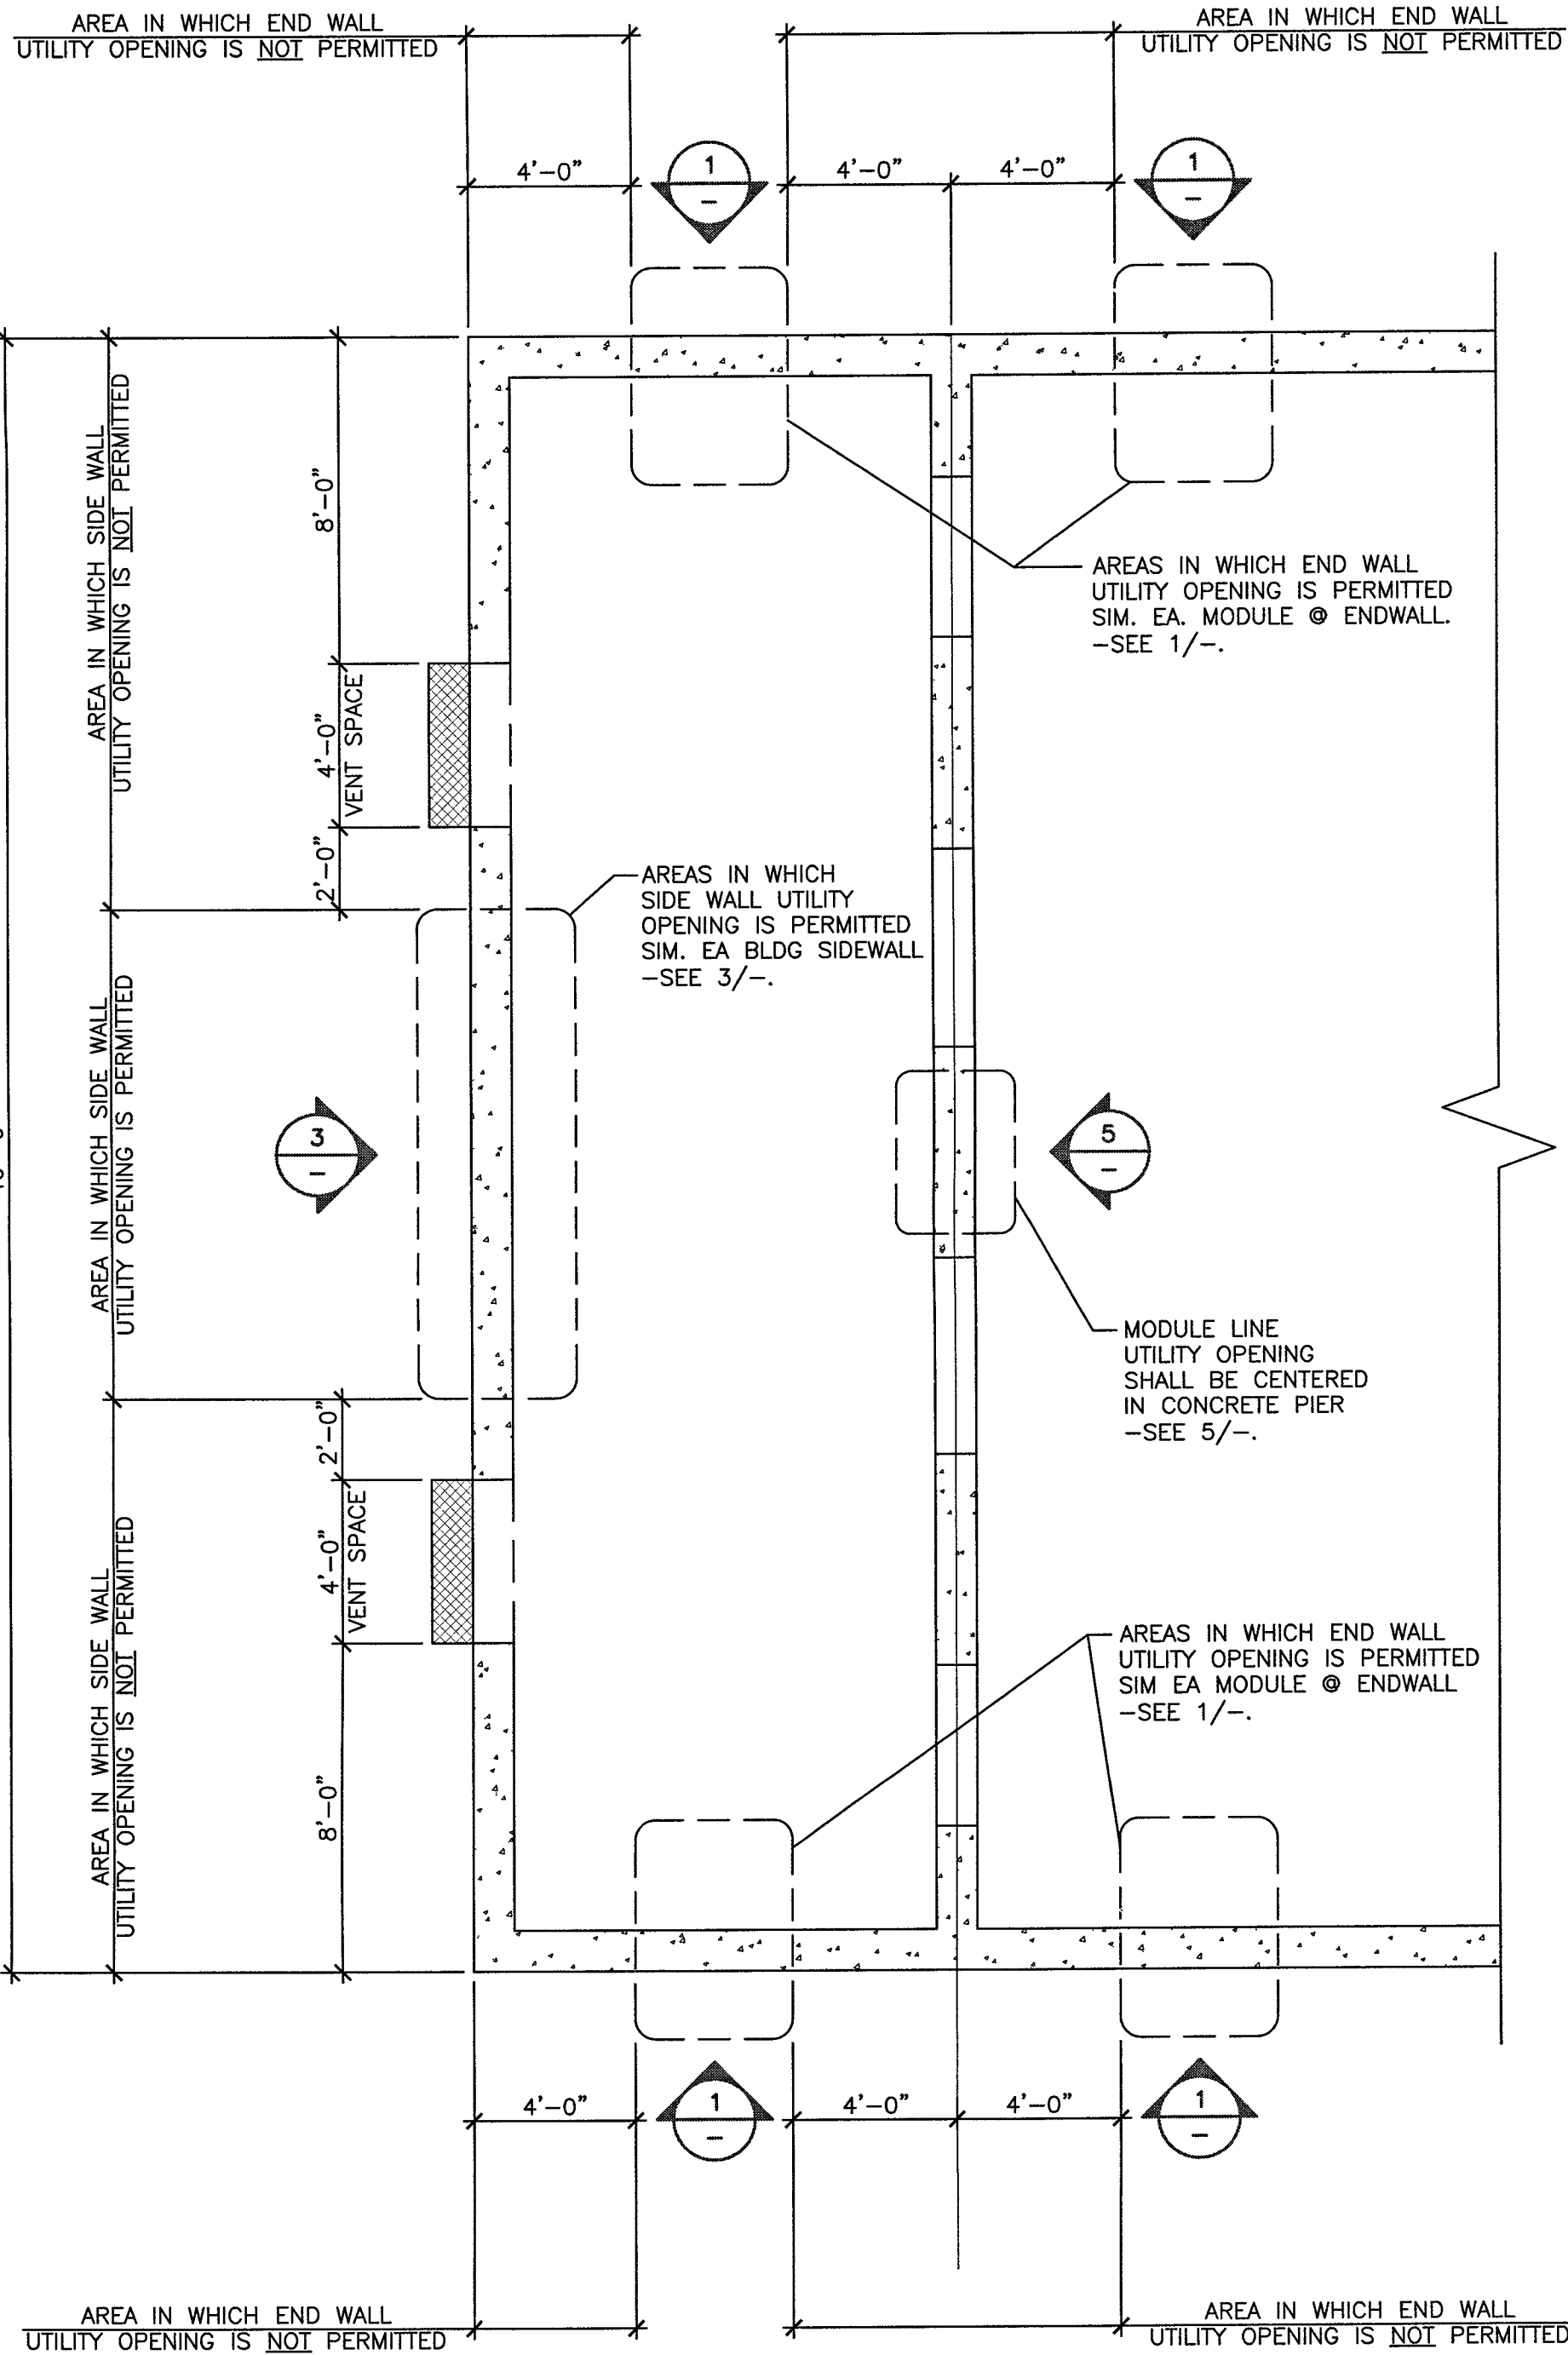 AREA IN WHICH END WALL
UTILITY OPENING IS NOT PERMITTED
AREA IN WHICH END WALL
UTILITY OPENING IS NOT PERMITTED
4'-0"
1
-
4'-0"
4'-0"
1
-
AREA IN WHICH SIDE WALL
UTILITY OPENING IS NOT PERMITTED
8'-0"
4'-0"
VENT SPACE
2'-0"
AREAS IN WHICH END WALL
UTILITY OPENING IS PERMITTED
SIM. EA. MODULE @ ENDWALL.
-SEE 1/-.
AREAS IN WHICH
SIDE WALL UTILITY
OPENING IS PERMITTED
SIM. EA BLDG SIDEWALL
-SEE 3/-.
AREA IN WHICH SIDE WALL
UTILITY OPENING IS PERMITTED
3
-
5
-
MODULE LINE
UTILITY OPENING
SHALL BE CENTERED
IN CONCRETE PIER
-SEE 5/-.
2'-0"
4'-0"
VENT SPACE
8'-0"
AREA IN WHICH SIDE WALL
UTILITY OPENING IS NOT PERMITTED
AREAS IN WHICH END WALL
UTILITY OPENING IS PERMITTED
SIM EA MODULE @ ENDWALL
-SEE 1/-.
4'-0"
1
-
4'-0"
4'-0"
1
-
AREA IN WHICH END WALL
UTILITY OPENING IS NOT PERMITTED
AREA IN WHICH END WALL
UTILITY OPENING IS NOT PERMITTED